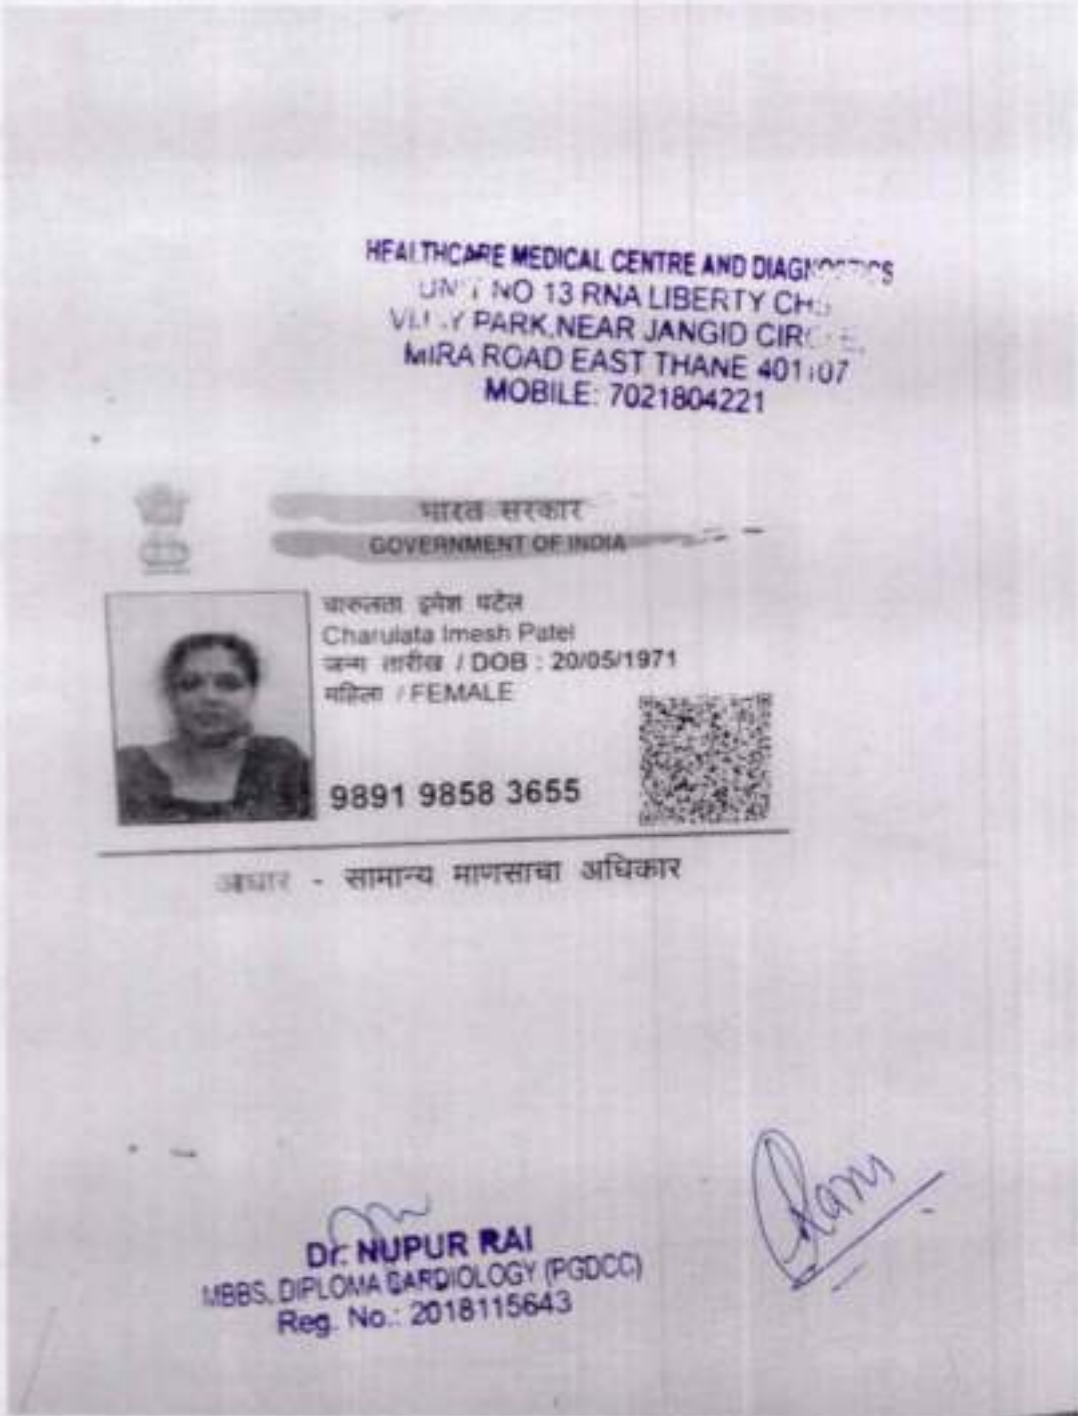 HEALTHCARE MEDICAL CENTRE AND DIAGNOSTICS
UNIT NO 13 RNA LIBERTY
PARK.NEAR JANGID
MIRA ROAD EAST THANE
MOBILE: 7021804221
भारत सरकार
GOVERNMENT OF INDIA
चारुलता इमेश पटेल
Charulata Imesh Patel
जन्म तारीख / DOB : 20/05/1971
महिला / FEMALE
9891 9858 3655
आधार - सामान्य माणसाचा अधिकार
Dr. NUPUR RAI
MBBS, DIPLOMA CARDIOLOGY (PGDCC)
Reg. No.: 2018115643